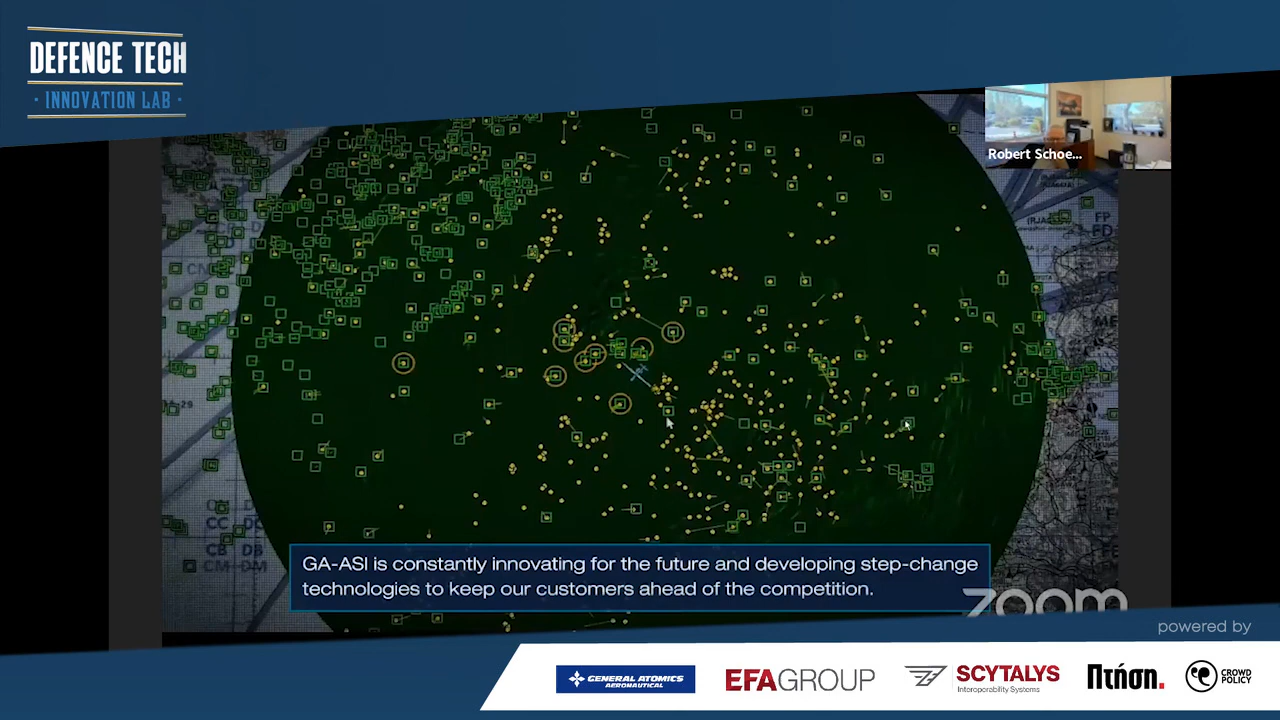 DEFENCE TECH
· INNOVATION LAB ·
Robert Schoe...
GA-ASI is constantly innovating for the future and developing step-change
technologies to keep our customers ahead of the competition.
zoom
powered by
GENERAL ATOMICS
AERONAUTICAL
EFAGROUP
SCYTALYS
Interoperability Systems
Πτήση.
CROWD
POLICY